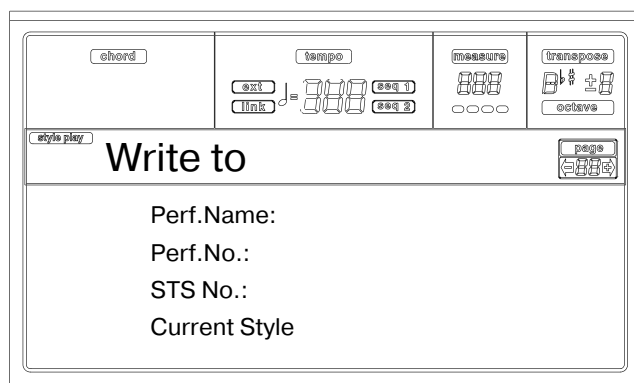 chord
tempo
measure
transpose
ext
seq 1
link
seq 2
octave
style play
Write to
page
Perf.Name:
Perf.No.:
STS No.:
Current Style